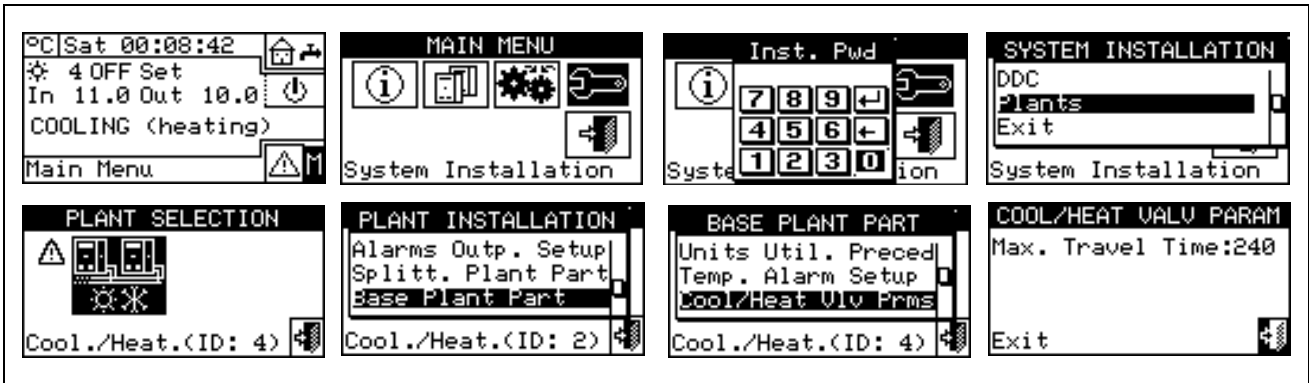 °C Sat 00:08:42
4 OFF Set
In 11.0 Out 10.0
COOLING (heating)
Main Menu M
MAIN MENU
i
System Installation
Inst. Pwd
i
7 8 9
4 5 6
1 2 3 0
Syste ion
SYSTEM INSTALLATION
DDC
Plants
Exit
System Installation
PLANT SELECTION
Cool./Heat.(ID: 4)
PLANT INSTALLATION
Alarms Outp. Setup
Splitt. Plant Part
Base Plant Part
Cool./Heat.(ID: 2)
BASE PLANT PART
Units Util. Preced
Temp. Alarm Setup
Cool/Heat Vlv Prms
Cool./Heat.(ID: 4)
COOL/HEAT VALV PARAM
Max. Travel Time:240
Exit